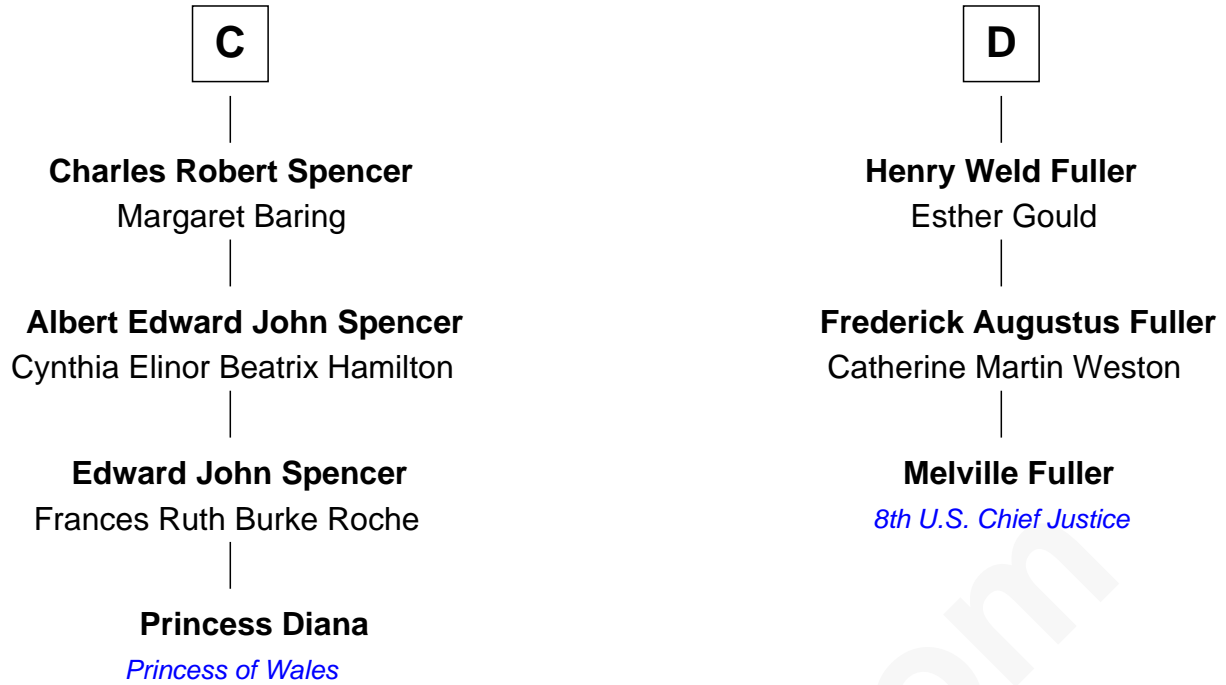 C
Charles Robert Spencer
Margaret Baring
Albert Edward John Spencer
Cynthia Elinor Beatrix Hamilton
Edward John Spencer
Frances Ruth Burke Roche
Princess Diana
Princess of Wales
D
Henry Weld Fuller
Esther Gould
Frederick Augustus Fuller
Catherine Martin Weston
Melville Fuller
8th U.S. Chief Justice
om